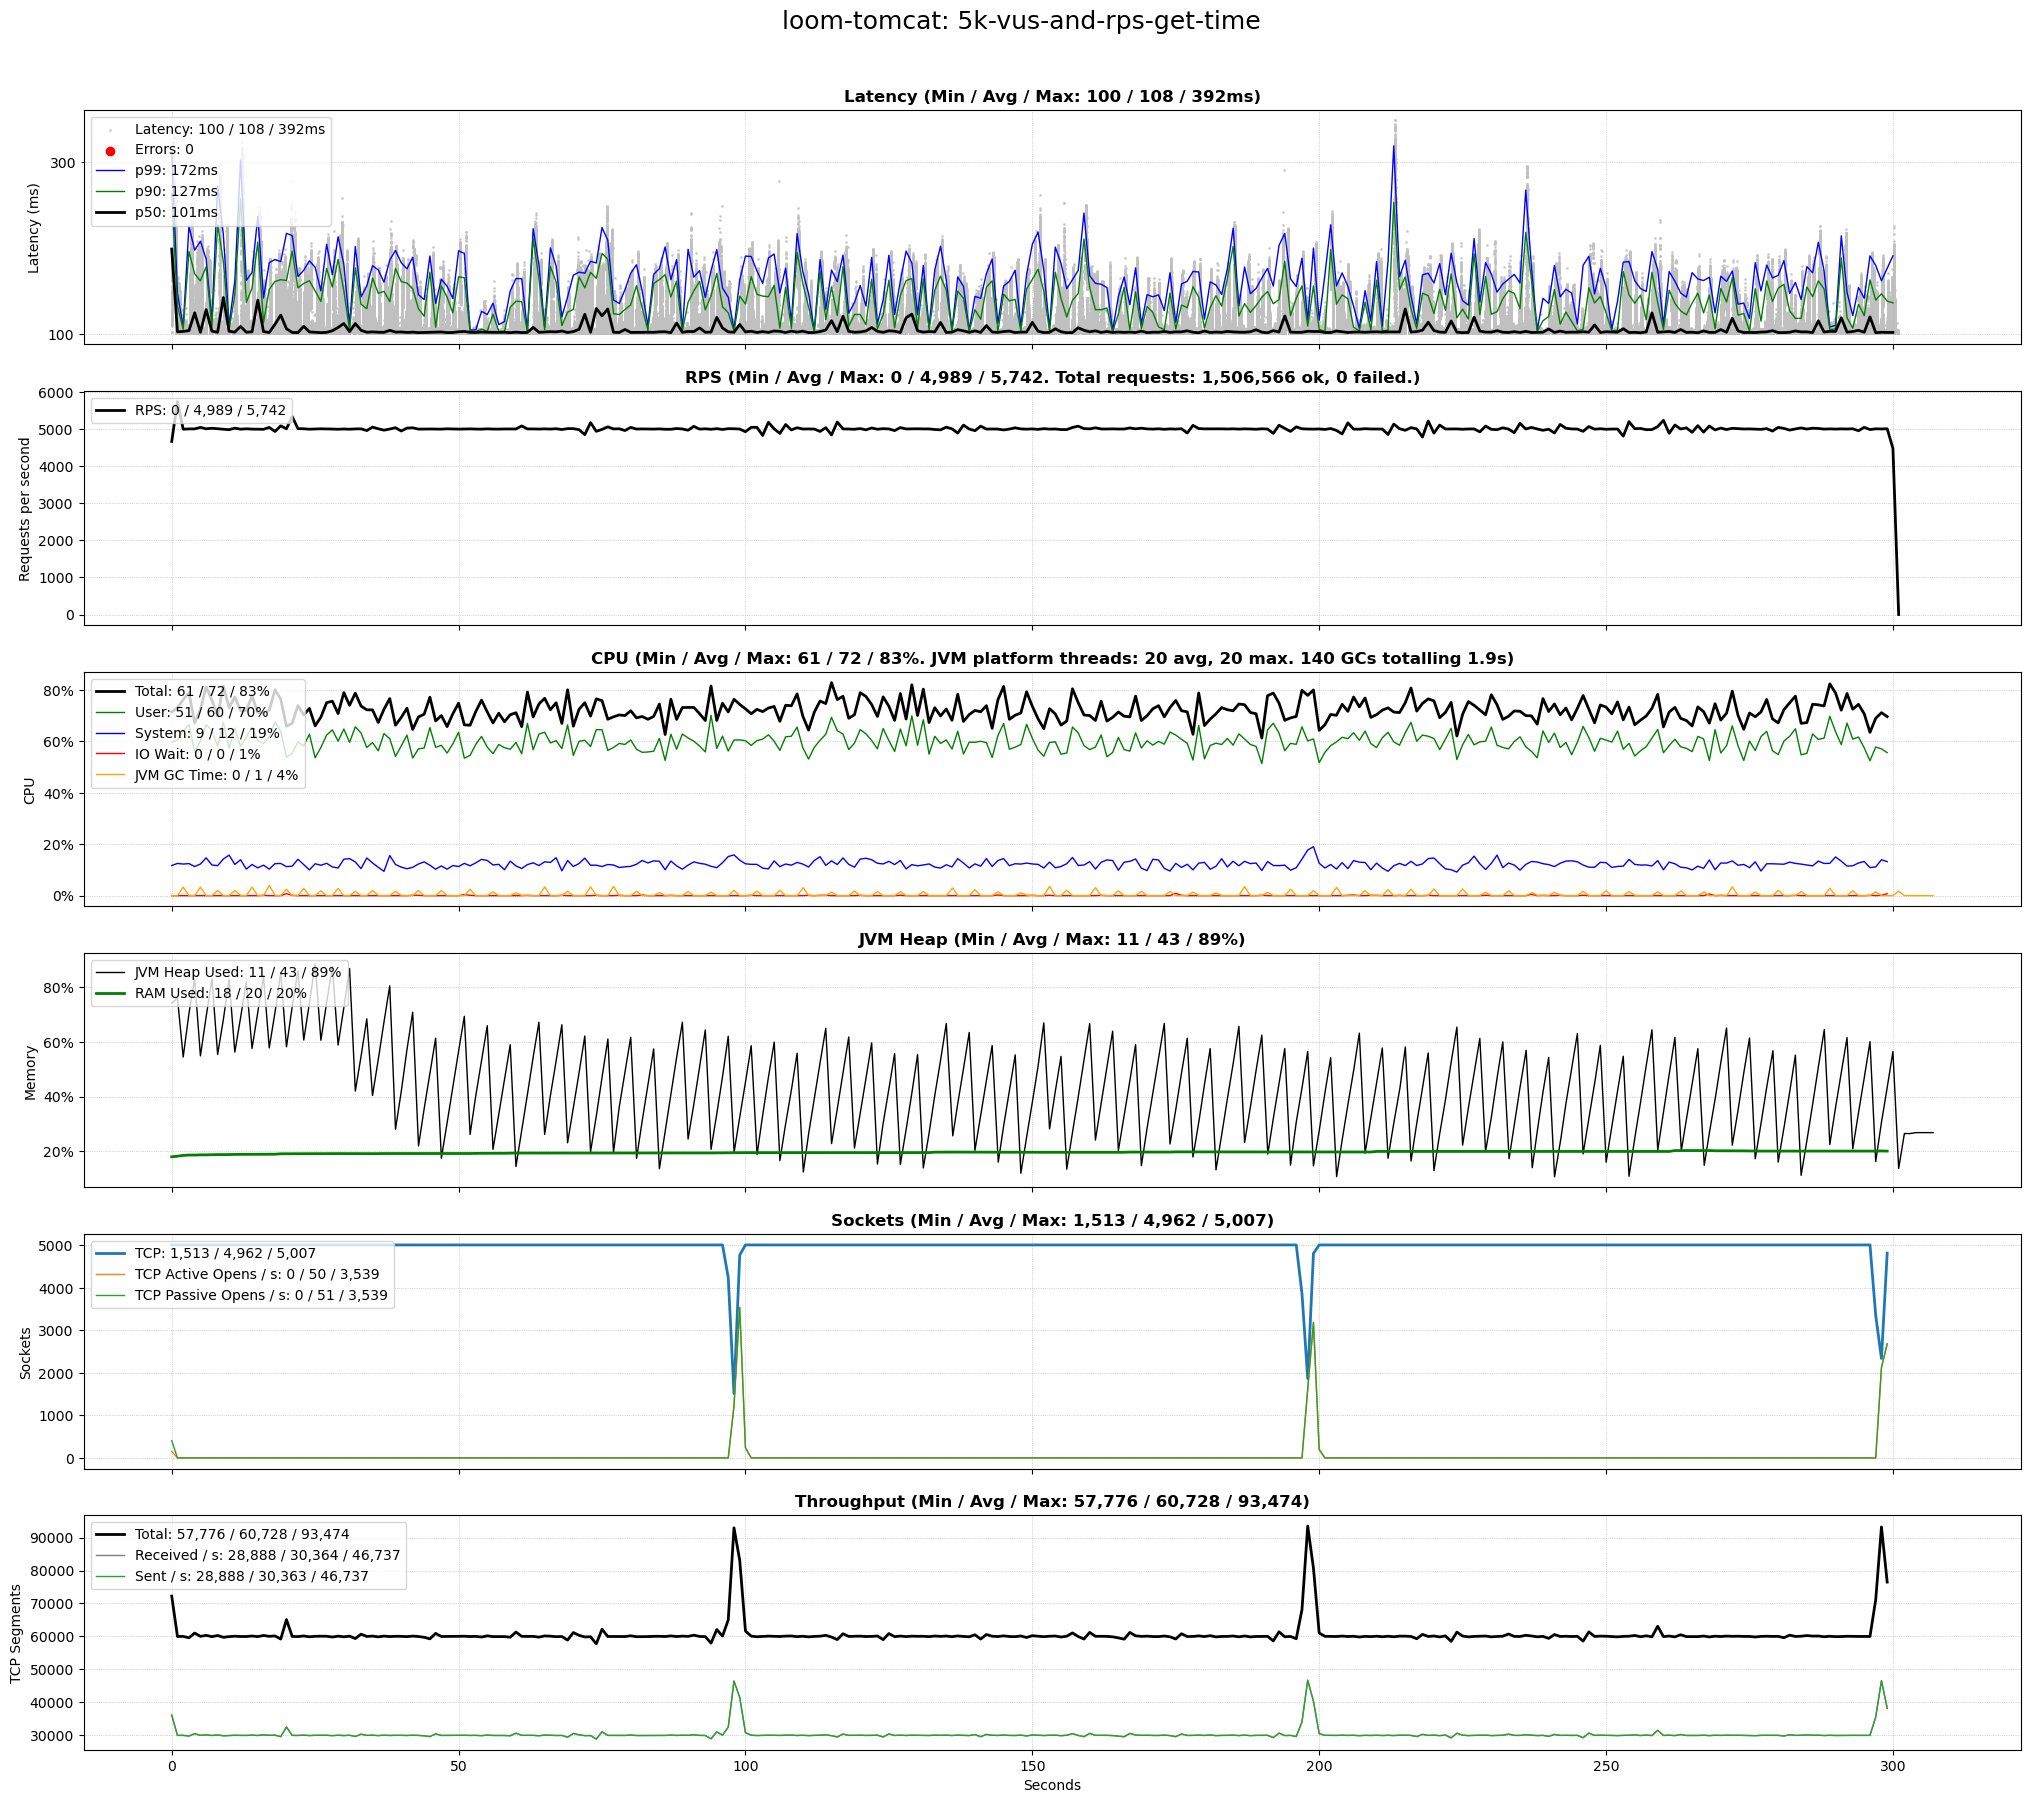 loom-tomcat: 5k-vus-and-rps-get-time
Latency (Min / Avg / Max: 100 / 108 / 392ms)
Latency (ms)
300
100
Latency: 100 / 108 / 392ms
Errors: 0
p99: 172ms
p90: 127ms
p50: 101ms
RPS (Min / Avg / Max: 0 / 4,989 / 5,742. Total requests: 1,506,566 ok, 0 failed.)
Requests per second
6000
5000
4000
3000
2000
1000
0
RPS: 0 / 4,989 / 5,742
CPU (Min / Avg / Max: 61 / 72 / 83%. JVM platform threads: 20 avg, 20 max. 140 GCs totalling 1.9s)
CPU
80%
60%
40%
20%
0%
Total: 61 / 72 / 83%
User: 51 / 60 / 70%
System: 9 / 12 / 19%
IO Wait: 0 / 0 / 1%
JVM GC Time: 0 / 1 / 4%
JVM Heap (Min / Avg / Max: 11 / 43 / 89%)
Memory
80%
60%
40%
20%
JVM Heap Used: 11 / 43 / 89%
RAM Used: 18 / 20 / 20%
Sockets (Min / Avg / Max: 1,513 / 4,962 / 5,007)
Sockets
5000
4000
3000
2000
1000
0
TCP: 1,513 / 4,962 / 5,007
TCP Active Opens / s: 0 / 50 / 3,539
TCP Passive Opens / s: 0 / 51 / 3,539
Throughput (Min / Avg / Max: 57,776 / 60,728 / 93,474)
TCP Segments
90000
80000
70000
60000
50000
40000
30000
Total: 57,776 / 60,728 / 93,474
Received / s: 28,888 / 30,364 / 46,737
Sent / s: 28,888 / 30,363 / 46,737
0 50 100 150 200 250 300
Seconds